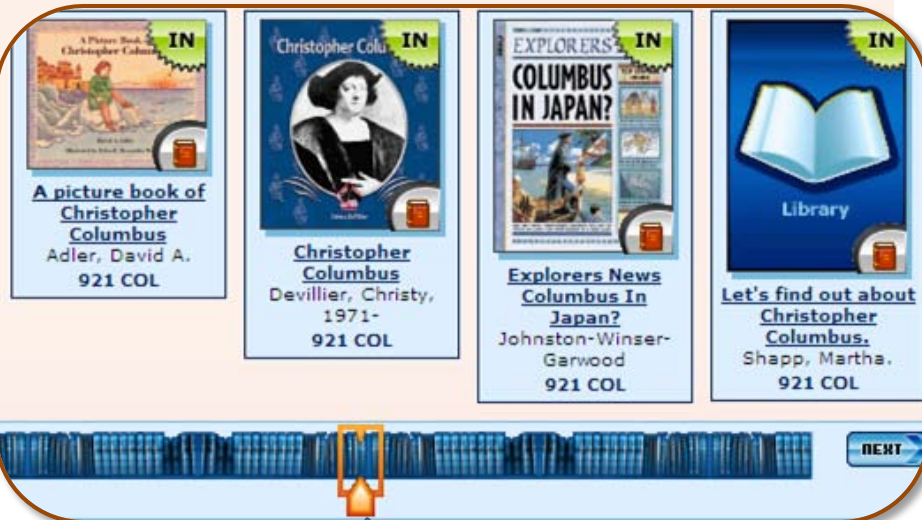 A Picture Book
Christopher Colum
IN
A picture book of
Christopher
Columbus
Adler, David A.
921 COL
Christopher Colu
IN
Christopher
Columbus
Devillier, Christy,
1971-
921 COL
EXPLORERS
IN
COLUMBUS
IN JAPAN?
Explorers News
Columbus In
Japan?
Johnston-Winser-
Garwood
921 COL
IN
Library
Let's find out about
Christopher
Columbus.
Shapp, Martha.
921 COL
NEXT